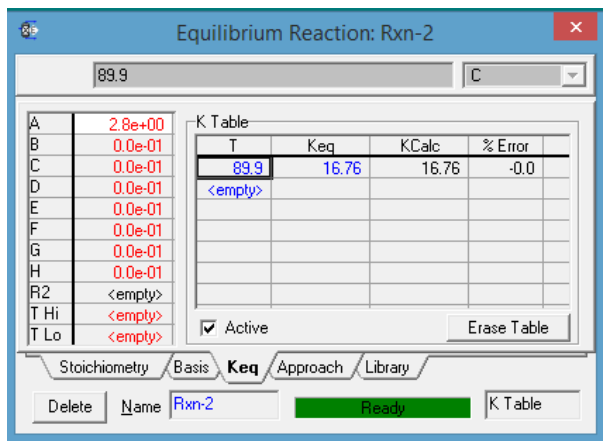 Equilibrium Reaction: Rxn-2
89.9 C
A 2.8e+00
B 0.0e-01
C 0.0e-01
D 0.0e-01
E 0.0e-01
F 0.0e-01
G 0.0e-01
H 0.0e-01
R2 <empty>
T Hi <empty>
T Lo <empty>
K Table
T Keq KCalc % Error
89.9 16.76 16.76 -0.0
<empty>
Active Erase Table
Stoichiometry Basis Keq Approach Library
Delete Name Rxn-2 Ready K Table